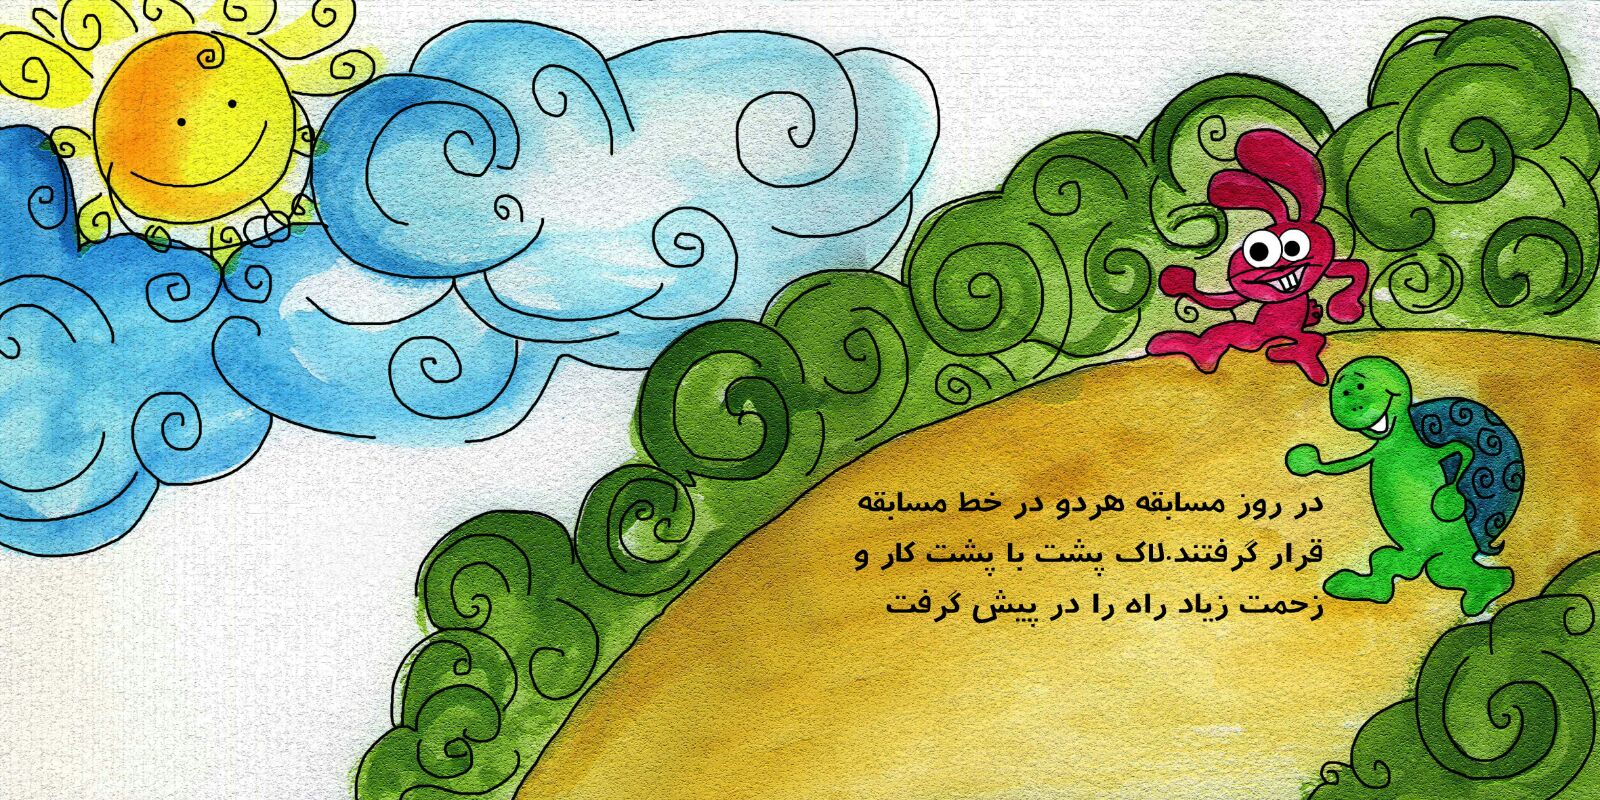 در روز مسابقه هردو در خط مسابقه
قرار گرفتند.لاک پشت با پشت کار و
زحمت زیاد راه را در پیش گرفت